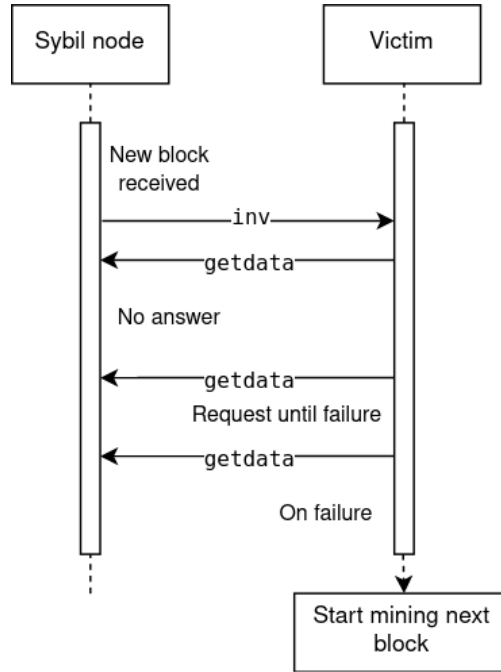 Sybil node
Victim
New block
received
inv
getdata
No answer
getdata
Request until failure
getdata
On failure
Start mining next
block